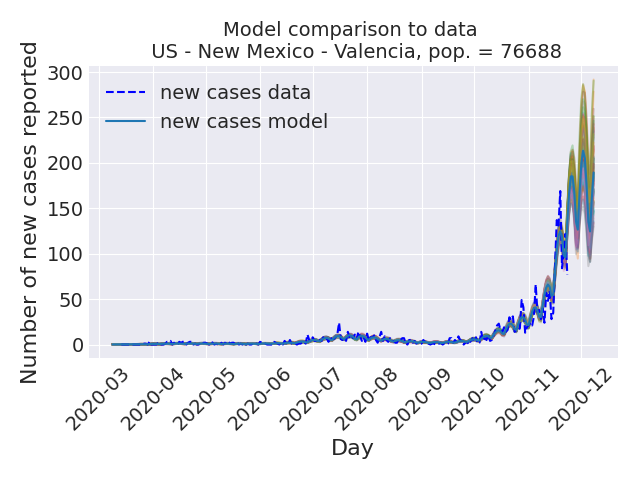 Model comparison to data
US - New Mexico - Valencia, pop. = 76688
Number of new cases reported
300
250
200
150
100
50
0
new cases data
new cases model
2020-03
2020-04
2020-05
2020-06
2020-07
2020-08
2020-09
2020-10
2020-11
2020-12
Day